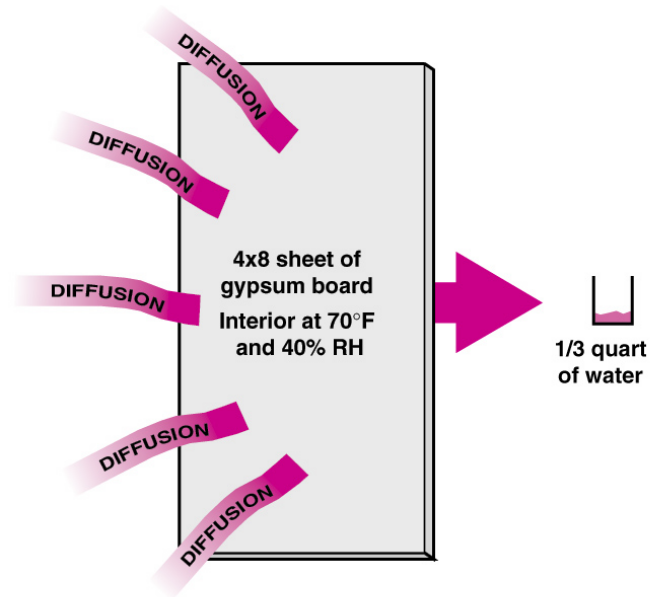 DIFFUSION
DIFFUSION
DIFFUSION
DIFFUSION
DIFFUSION
4x8 sheet of
gypsum board
Interior at 70°F
and 40% RH
1/3 quart
of water